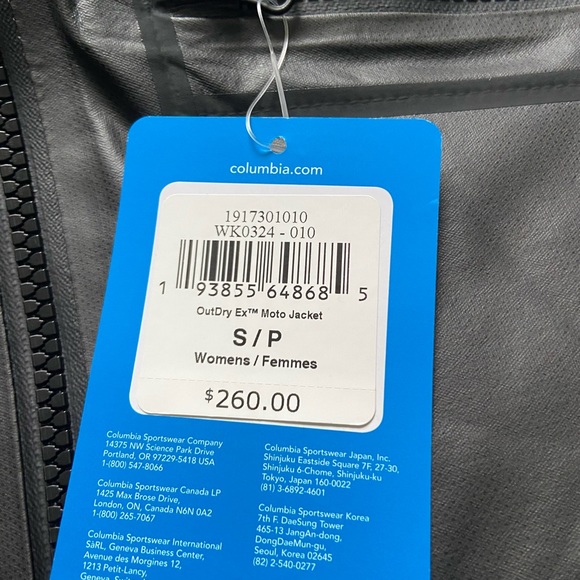 columbia.com
1917301010
WK0324 - 010
1 93855 64868 5
OutDry Ex™ Moto Jacket
S / P
Womens / Femmes
$260.00
Columbia Sportswear Company
14375 NW Science Park Drive
Portland, OR 97229-5418 USA
1-(800) 547-8066
Columbia Sportswear Canada LP
1425 Max Brose Drive,
London, ON, Canada N6N 0A2
1-(800) 265-7067
Columbia Sportswear International
SàRL, Geneva Business Center,
Avenue des Morgines 12,
1213 Petit-Lancy,
Geneva,
Columbia Sportswear Japan, Inc.
Shinjuku Eastside Square 7F, 27-30,
Shinjuku 6-Chome, Shinjuku-ku
Tokyo, Japan 160-0022
(81) 3-6892-4601
Columbia Sportswear Korea
7th F. DaeSung Tower
465-13 JangAn-dong,
DongDaeMun-gu,
Seoul, Korea 02645
(82) 2-540-0277